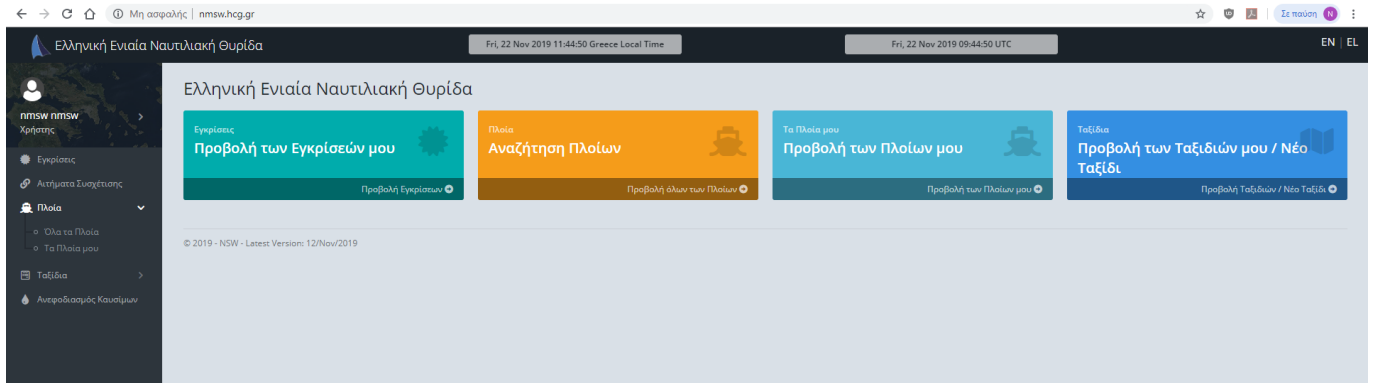 Μη ασφαλής | nmsw.hcg.gr
Σε παύση N
Ελληνική Ενιαία Ναυτιλιακή Θυρίδα
Fri, 22 Nov 2019 11:44:50 Greece Local Time
Fri, 22 Nov 2019 09:44:50 UTC
EN | EL
nmsw nmsw
Χρήστης
Εγκρίσεις
Αιτήματα Συσχέτισης
Πλοία
Όλα τα Πλοία
Τα Πλοία μου
Ταξίδια
Ανεφοδιασμός Καυσίμων
Ελληνική Ενιαία Ναυτιλιακή Θυρίδα
Εγκρίσεις
Προβολή των Εγκρίσεών μου
Προβολή Εγκρίσεων
Πλοία
Αναζήτηση Πλοίων
Προβολή όλων των Πλοίων
Τα Πλοία μου
Προβολή των Πλοίων μου
Προβολή των Πλοίων μου
Ταξίδια
Προβολή των Ταξιδιών μου / Νέο
Ταξίδι
Προβολή Ταξιδιών / Νέο Ταξίδι
© 2019 - NSW - Latest Version: 12/Nov/2019